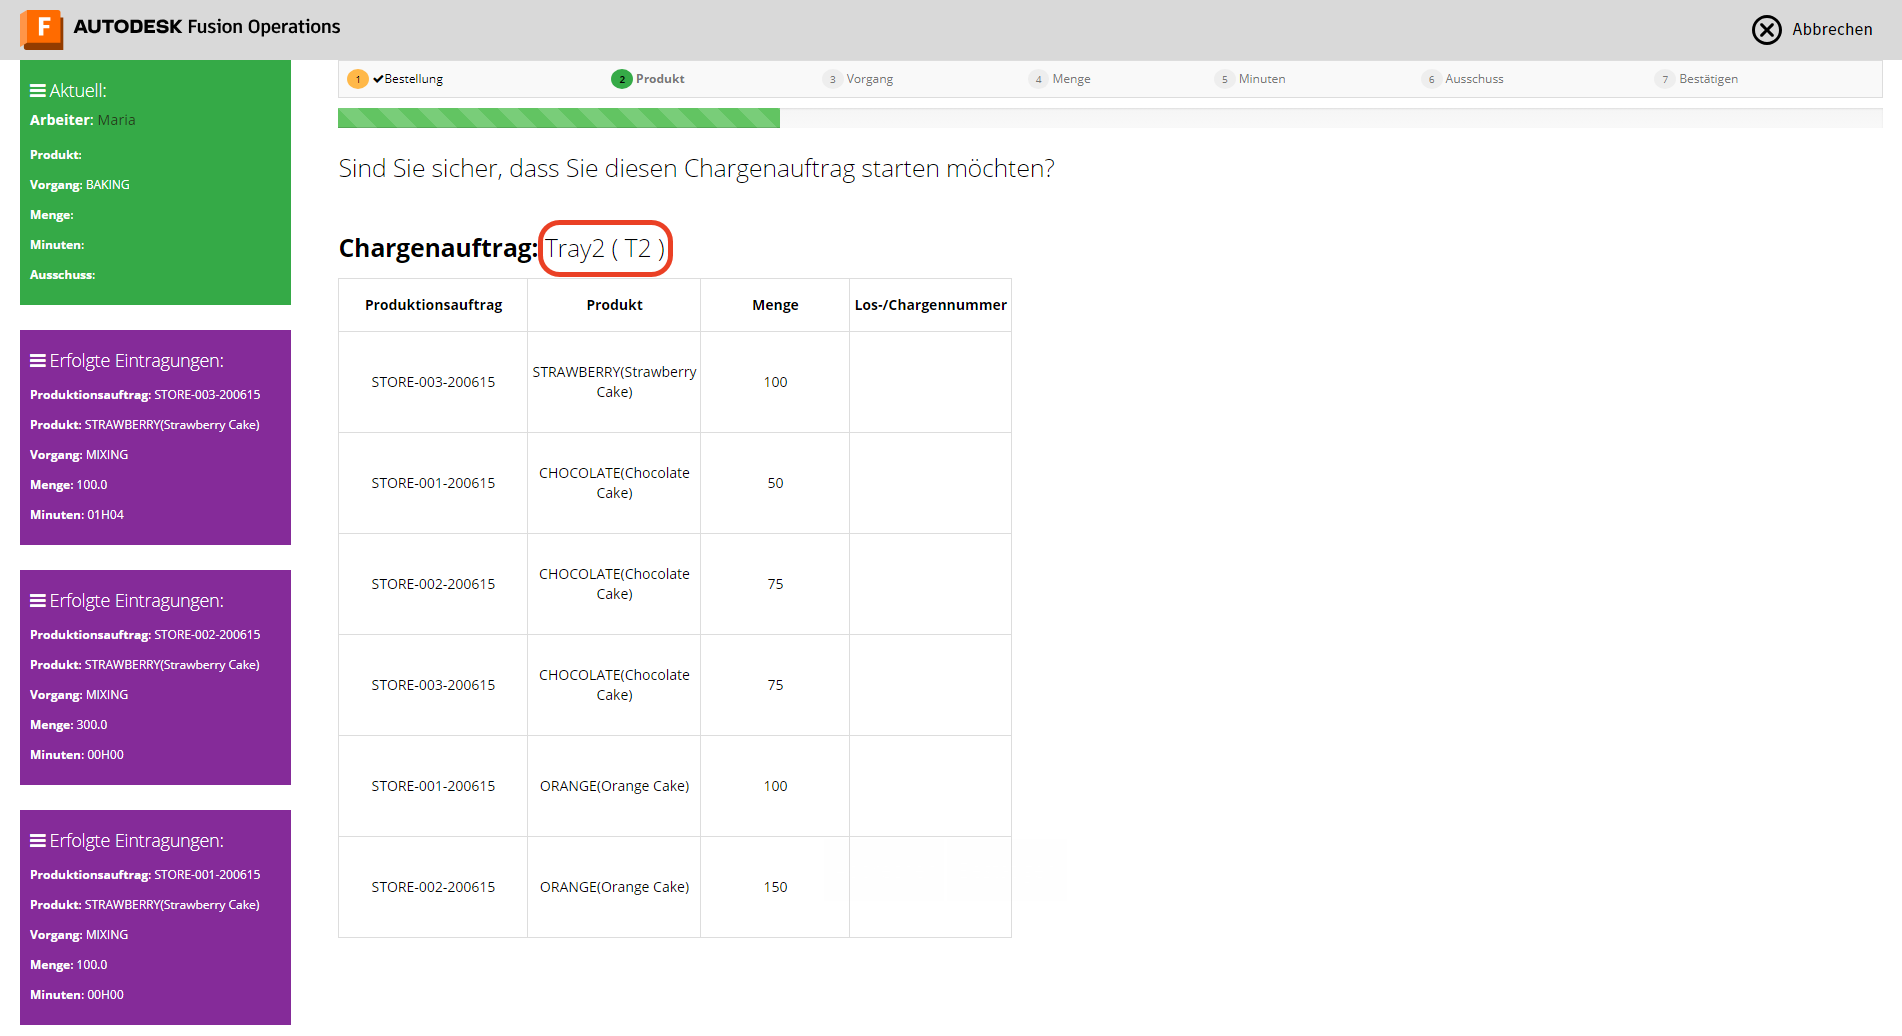 F AUTODESK Fusion Operations
Abbrechen
Aktuell:
Arbeiter: Maria
Produkt:
Vorgang: BAKING
Menge:
Minuten:
Ausschuss:
Erfolgte Eintragungen:
Produktionsauftrag: STORE-003-200615
Produkt: STRAWBERRY(Strawberry Cake)
Vorgang: MIXING
Menge: 100.0
Minuten: 01H04
Erfolgte Eintragungen:
Produktionsauftrag: STORE-002-200615
Produkt: STRAWBERRY(Strawberry Cake)
Vorgang: MIXING
Menge: 300.0
Minuten: 00H00
Erfolgte Eintragungen:
Produktionsauftrag: STORE-001-200615
Produkt: STRAWBERRY(Strawberry Cake)
Vorgang: MIXING
Menge: 100.0
Minuten: 00H00
1 Bestellung 2 Produkt 3 Vorgang 4 Menge 5 Minuten 6 Ausschuss 7 Bestätigen
Sind Sie sicher, dass Sie diesen Chargenauftrag starten möchten?
Chargenauftrag: Tray2 ( T2 )
Produktionsauftrag Produkt Menge Los-/Chargennummer
STORE-003-200615 STRAWBERRY(Strawberry
Cake) 100
STORE-001-200615 CHOCOLATE(Chocolate
Cake) 50
STORE-002-200615 CHOCOLATE(Chocolate
Cake) 75
STORE-003-200615 CHOCOLATE(Chocolate
Cake) 75
STORE-001-200615 ORANGE(Orange Cake) 100
STORE-002-200615 ORANGE(Orange Cake) 150